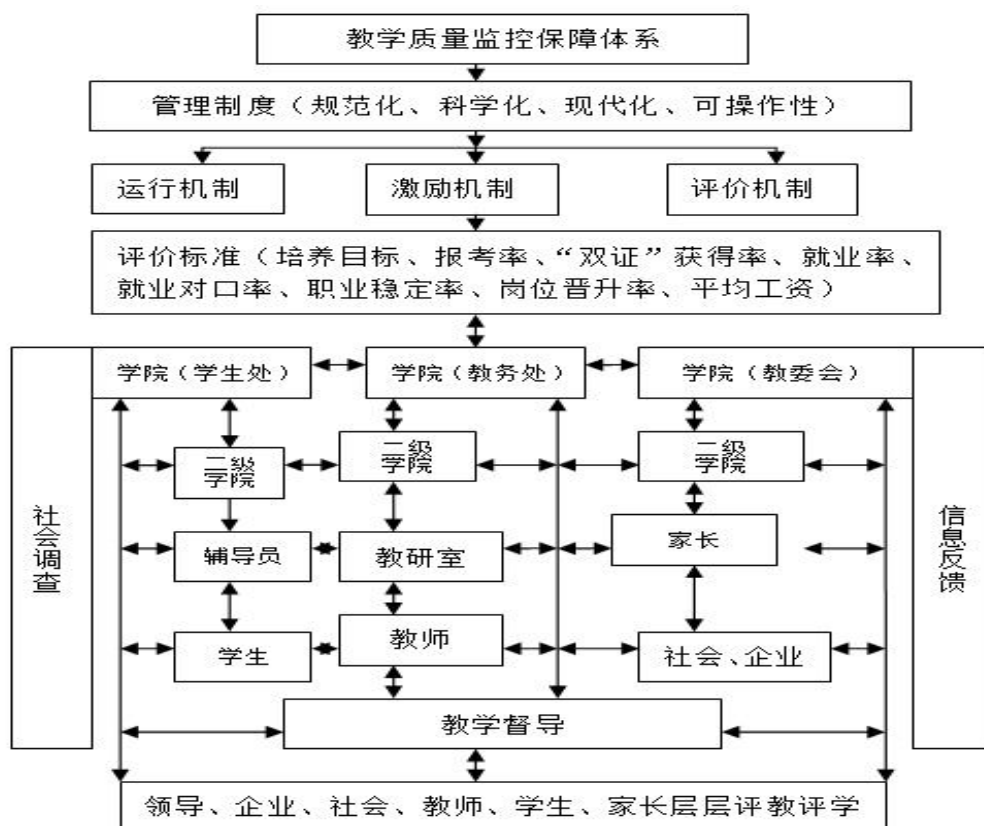 教学质量监控保障体系
管理制度（规范化、科学化、现代化、可操作性）
运行机制
激励机制
评价机制
评价标准（培养目标、报考率、“双证”获得率、就业率、
就业对口率、职业稳定率、岗位晋升率、平均工资）
社会调查
学院（学生处）
学院（教务处）
学院（教委会）
信息反馈
二级
学院
二级
学院
二级
学院
辅导员
教研室
家长
学生
教师
社会、企业
教学督导
领导、企业、社会、教师、学生、家长层层评教评学